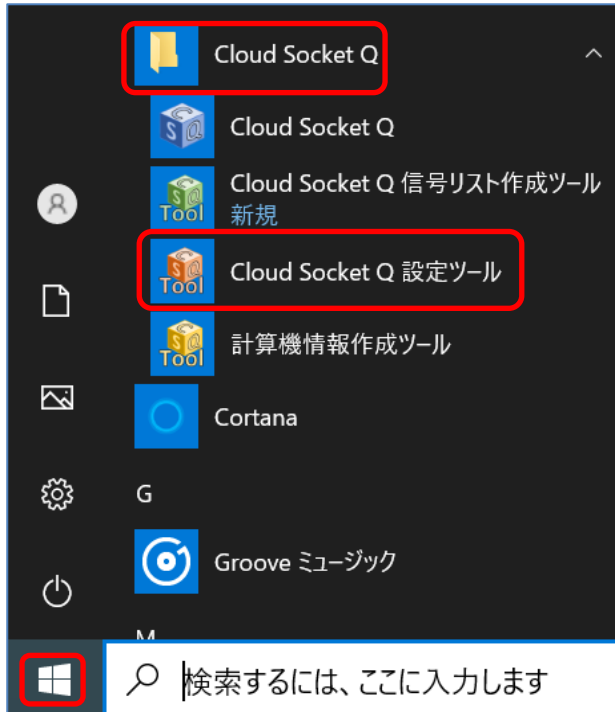 Cloud Socket Q
Cloud Socket Q
Cloud Socket Q 信号リスト作成ツール
新規
Tool
Cloud Socket Q 設定ツール
Tool
計算機情報作成ツール
Tool
Cortana
G
Groove ミュージック
M
検索するには、ここに入力します